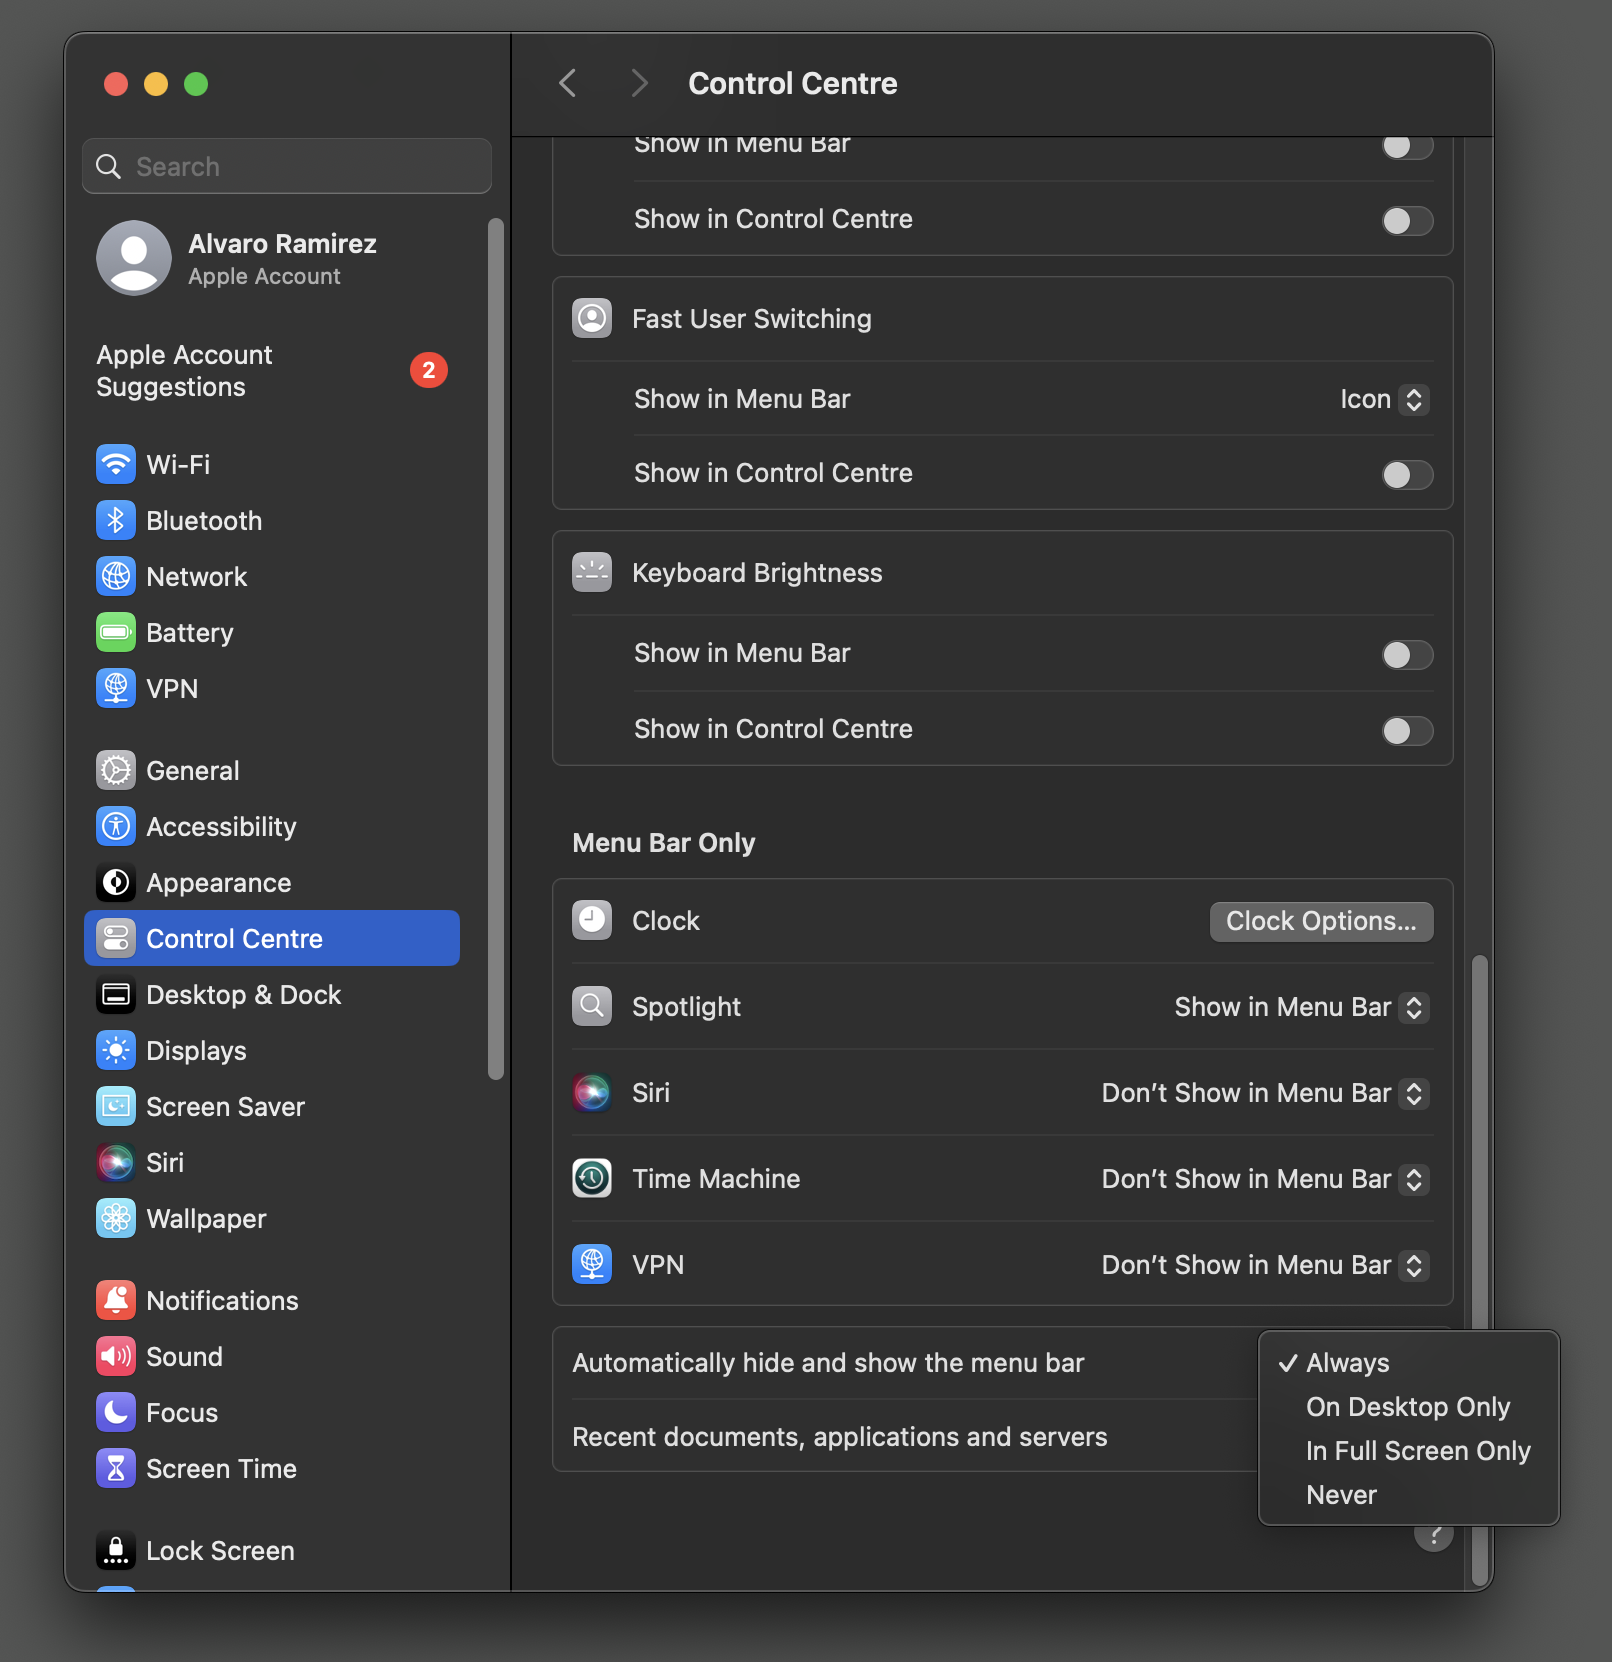 Search
Alvaro Ramirez
Apple Account
Apple Account
Suggestions
2
Wi-Fi
Bluetooth
Network
Battery
VPN
General
Accessibility
Appearance
Control Centre
Desktop & Dock
Displays
Screen Saver
Siri
Wallpaper
Notifications
Sound
Focus
Screen Time
Lock Screen
Control Centre
Show in Menu Bar
Show in Control Centre
Fast User Switching
Show in Menu Bar Icon
Show in Control Centre
Keyboard Brightness
Show in Menu Bar
Show in Control Centre
Menu Bar Only
Clock Clock Options...
Spotlight Show in Menu Bar
Siri Don’t Show in Menu Bar
Time Machine Don’t Show in Menu Bar
VPN Don’t Show in Menu Bar
Automatically hide and show the menu bar
Recent documents, applications and servers
✓ Always
On Desktop Only
In Full Screen Only
Never
?